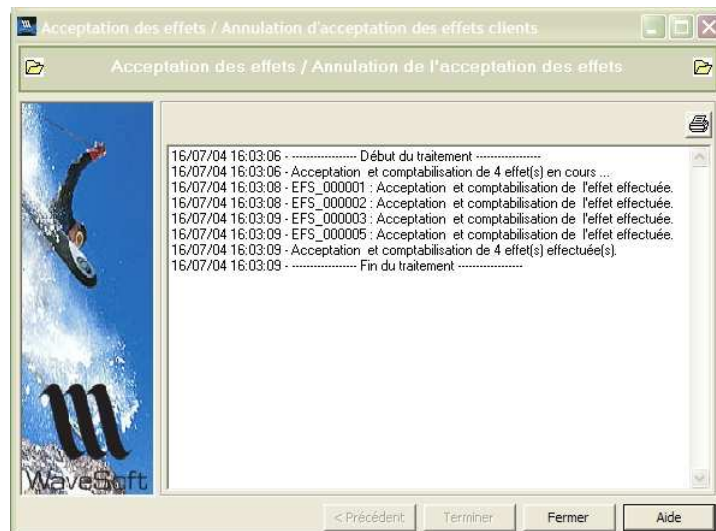 Acceptation des effets / Annulation d'acceptation des effets clients
Acceptation des effets / Annulation de l'acceptation des effets
16/07/04 16:03:06 - ----------------- Début du traitement -----------------
16/07/04 16:03:06 - Acceptation et comptabilisation de 4 effet(s) en cours ...
16/07/04 16:03:08 - EFS_000001 : Acceptation et comptabilisation de l'effet effectuée.
16/07/04 16:03:08 - EFS_000002 : Acceptation et comptabilisation de l'effet effectuée.
16/07/04 16:03:09 - EFS_000003 : Acceptation et comptabilisation de l'effet effectuée.
16/07/04 16:03:09 - EFS_000005 : Acceptation et comptabilisation de l'effet effectuée.
16/07/04 16:03:09 - Acceptation et comptabilisation de 4 effet(s) effectuée(s).
16/07/04 16:03:09 - ----------------- Fin du traitement -----------------
WaveSoft
< Précédent Terminer Fermer Aide